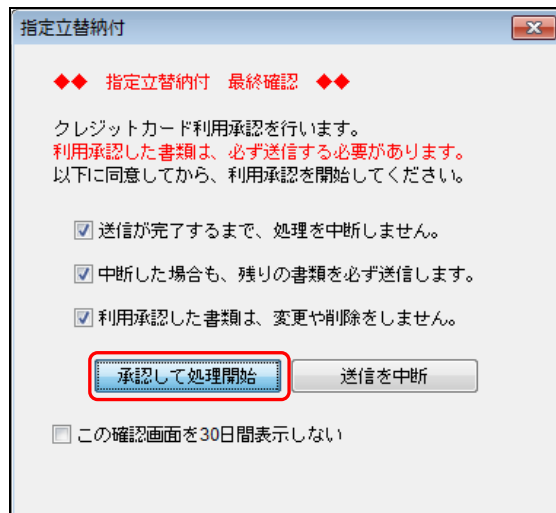 指定立替納付
◆◆ 指定立替納付 最終確認 ◆◆
クレジットカード利用承認を行います。
利用承認した書類は、必ず送信する必要があります。
以下に同意してから、利用承認を開始してください。
送信が完了するまで、処理を中断しません。
中断した場合も、残りの書類を必ず送信します。
利用承認した書類は、変更や削除をしません。
承認して処理開始 送信を中断
この確認画面を30日間表示しない